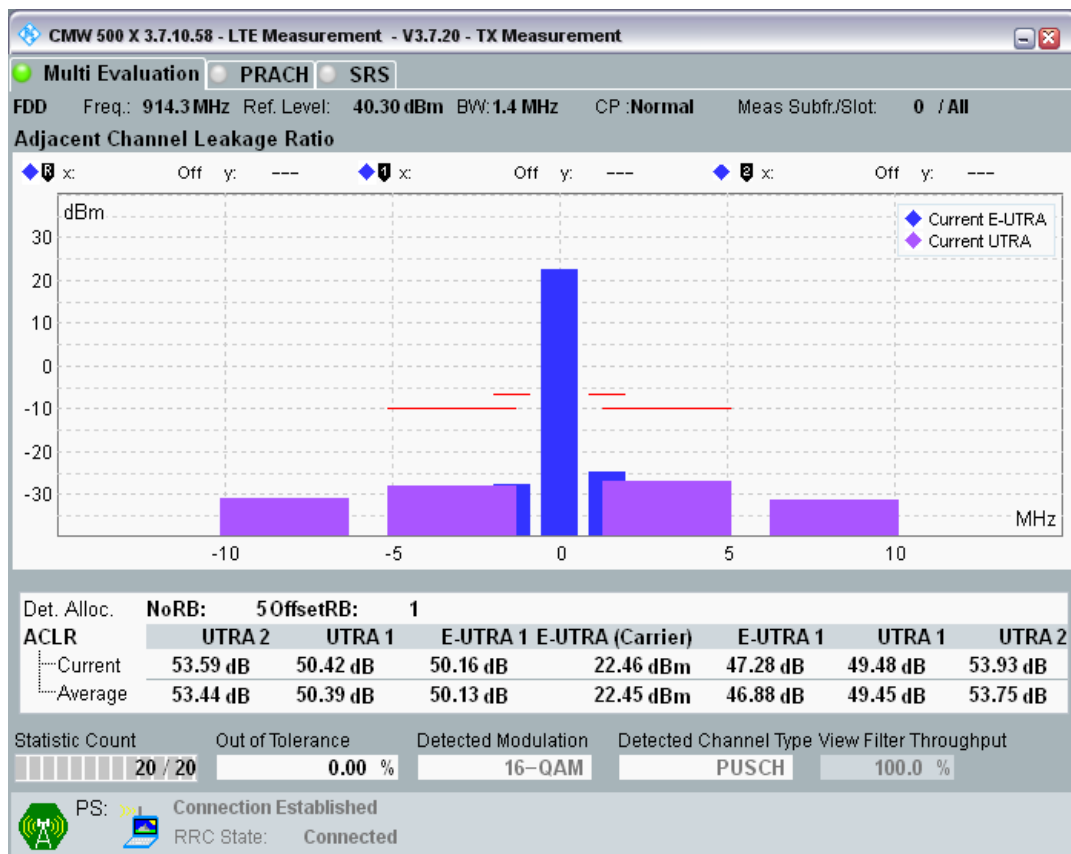 CMW 500 X 3.7.10.58 - LTE Measurement - V3.7.20 - TX Measurement
Multi Evaluation PRACH SRS
FDD Freq.: 914.3 MHz Ref. Level: 40.30 dBm BW: 1.4 MHz CP :Normal Meas Subfr./Slot: 0 / All
Adjacent Channel Leakage Ratio
R x: Off y: --- 1 x: Off y: --- 2 x: Off y: ---
dBm
Current E-UTRA
Current UTRA
30
20
10
0
-10
-20
-30
MHz
-10 -5 0 5 10
Det. Alloc. NoRB: 5 OffsetRB: 1
ACLR UTRA 2 UTRA 1 E-UTRA 1 E-UTRA (Carrier) E-UTRA 1 UTRA 1 UTRA 2
Current 53.59 dB 50.42 dB 50.16 dB 22.46 dBm 47.28 dB 49.48 dB 53.93 dB
Average 53.44 dB 50.39 dB 50.13 dB 22.45 dBm 46.88 dB 49.45 dB 53.75 dB
Statistic Count Out of Tolerance Detected Modulation Detected Channel Type View Filter Throughput
20 / 20 0.00 % 16-QAM PUSCH 100.0 %
PS: Connection Established
RRC State: Connected